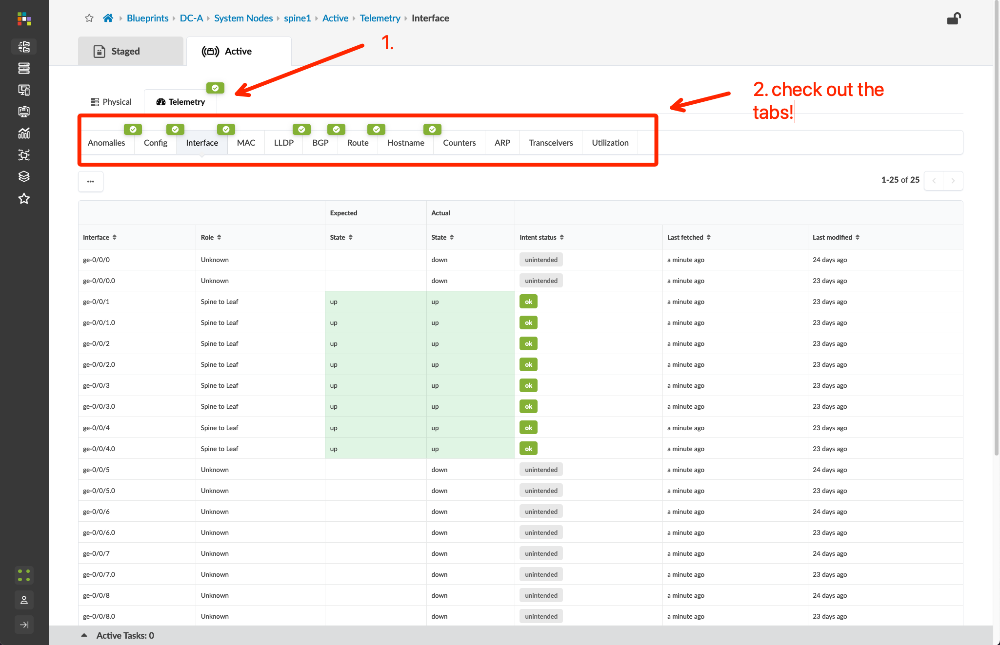 Blueprints DC-A System Nodes spine1 Active Telemetry Interface
1.
Staged Active
2. check out the
tabs!
Physical Telemetry
Anomalies Config Interface MAC LLDP BGP Route Hostname Counters ARP Transceivers Utilization
1-25 of 25
Expected Actual
Interface Role State State Intent status Last fetched Last modified
ge-0/0/0 Unknown down unintended a minute ago 24 days ago
ge-0/0/0.0 Unknown down unintended a minute ago 23 days ago
ge-0/0/1 Spine to Leaf up up ok a minute ago 23 days ago
ge-0/0/1.0 Spine to Leaf up up ok a minute ago 23 days ago
ge-0/0/2 Spine to Leaf up up ok a minute ago 23 days ago
ge-0/0/2.0 Spine to Leaf up up ok a minute ago 23 days ago
ge-0/0/3 Spine to Leaf up up ok a minute ago 23 days ago
ge-0/0/3.0 Spine to Leaf up up ok a minute ago 23 days ago
ge-0/0/4 Spine to Leaf up up ok a minute ago 23 days ago
ge-0/0/4.0 Spine to Leaf up up ok a minute ago 23 days ago
ge-0/0/5 Unknown down unintended a minute ago 24 days ago
ge-0/0/5.0 Unknown down unintended a minute ago 23 days ago
ge-0/0/6 Unknown down unintended a minute ago 24 days ago
ge-0/0/6.0 Unknown down unintended a minute ago 23 days ago
ge-0/0/7 Unknown down unintended a minute ago 24 days ago
ge-0/0/7.0 Unknown down unintended a minute ago 23 days ago
ge-0/0/8 Unknown down unintended a minute ago 24 days ago
ge-0/0/8.0 Unknown down unintended a minute ago 23 days ago
Active Tasks: 0